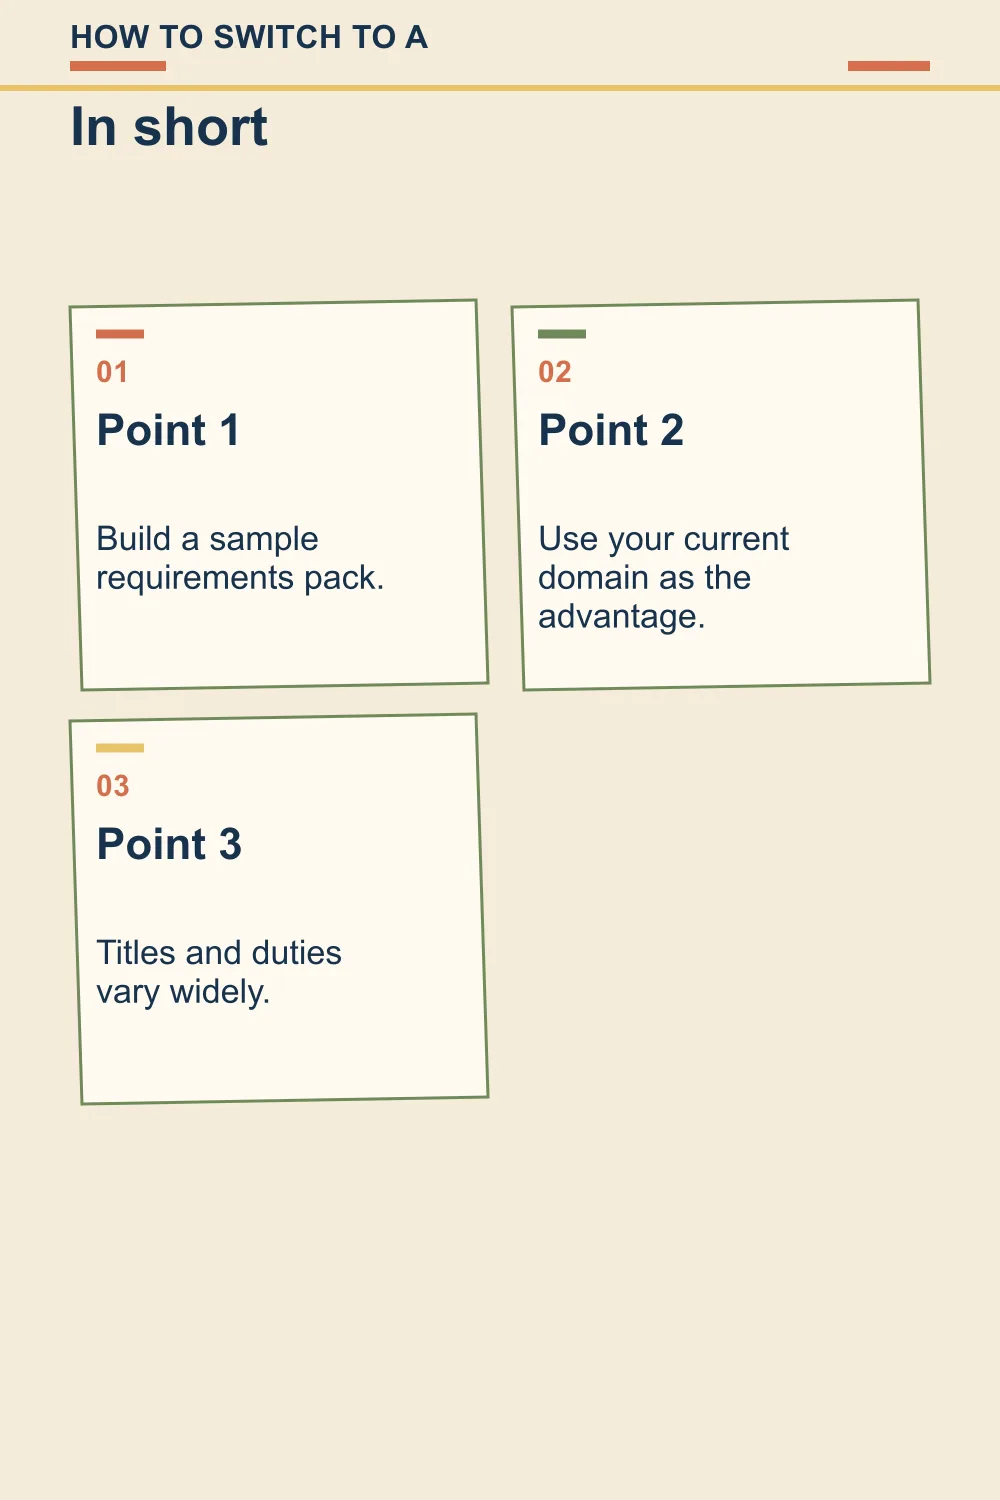 HOW TO SWITCH TO A
In short
01
Point 1
Build a sample
requirements pack.
02
Point 2
Use your current
domain as the
advantage.
03
Point 3
Titles and duties
vary widely.